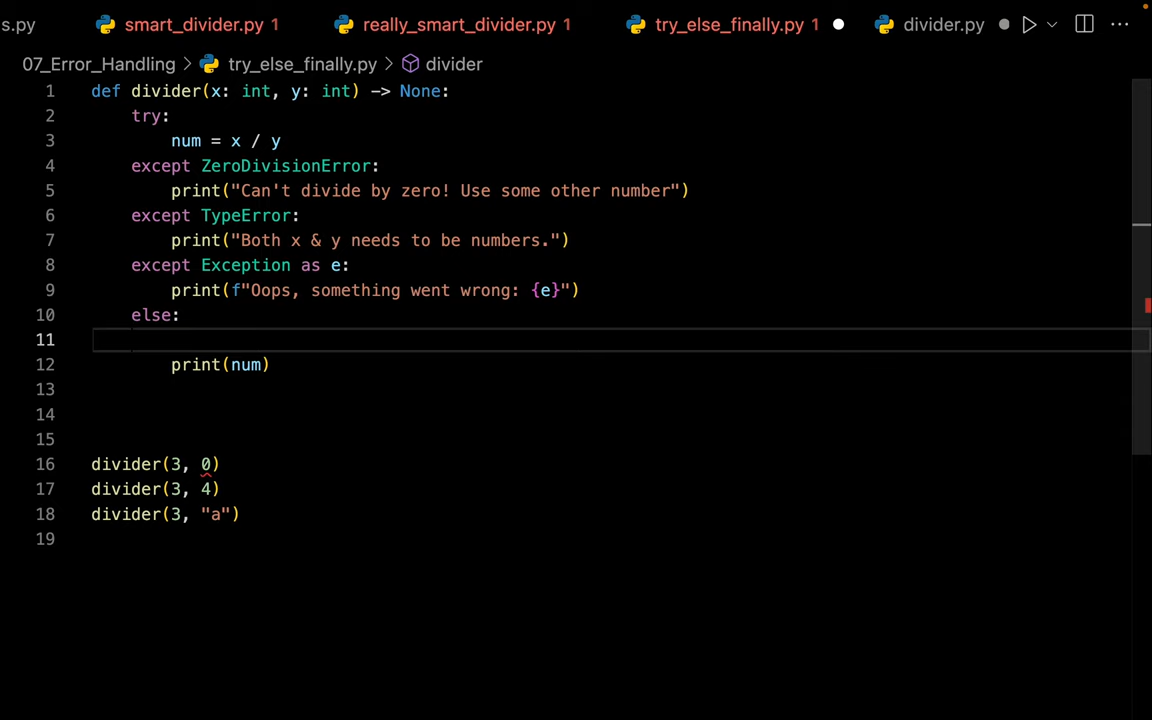 s.py smart_divider.py 1 really_smart_divider.py 1 try_else_finally.py 1 divider.py
07_Error_Handling > try_else_finally.py > divider
1 def divider(x: int, y: int) -> None:
2     try:
3         num = x / y
4     except ZeroDivisionError:
5         print("Can't divide by zero! Use some other number")
6     except TypeError:
7         print("Both x & y needs to be numbers.")
8     except Exception as e:
9         print(f"Oops, something went wrong: {e}")
10     else:
11
12         print(num)
13
14
15
16 divider(3, 0)
17 divider(3, 4)
18 divider(3, "a")
19